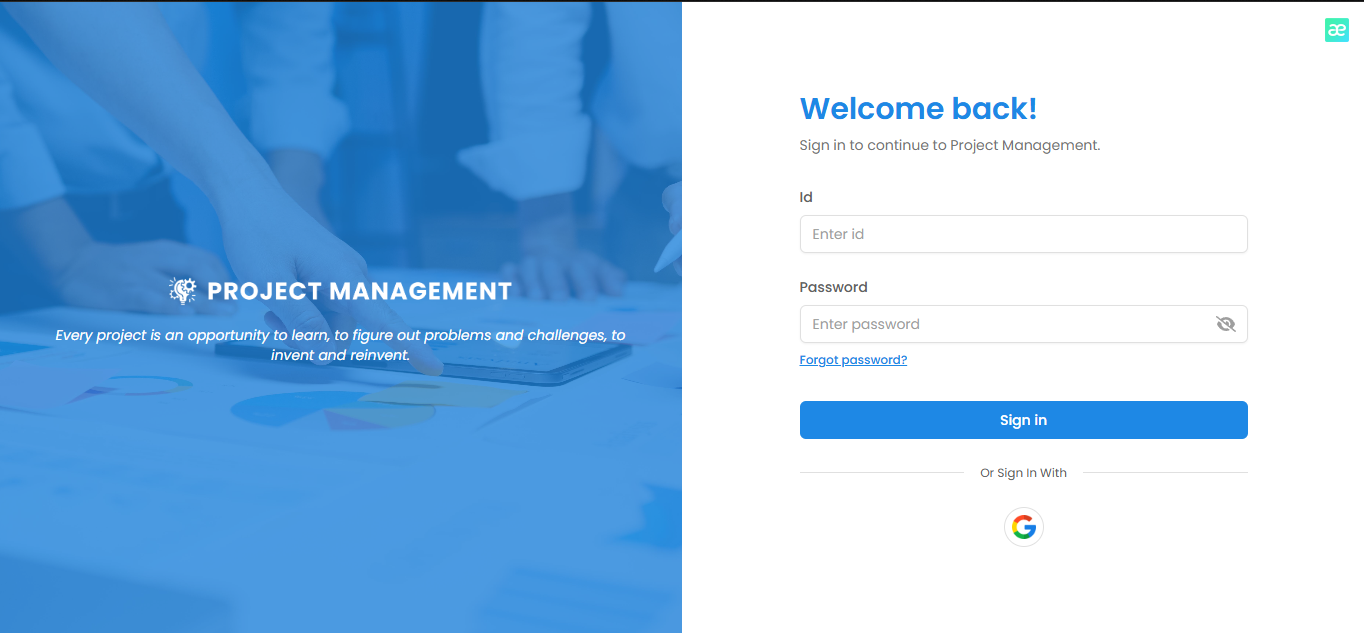 æ
PROJECT MANAGEMENT
Every project is an opportunity to learn, to figure out problems and challenges, to
invent and reinvent.
Welcome back!
Sign in to continue to Project Management.
Id
Enter id
Password
Enter password
Forgot password?
Sign in
Or Sign In With
G